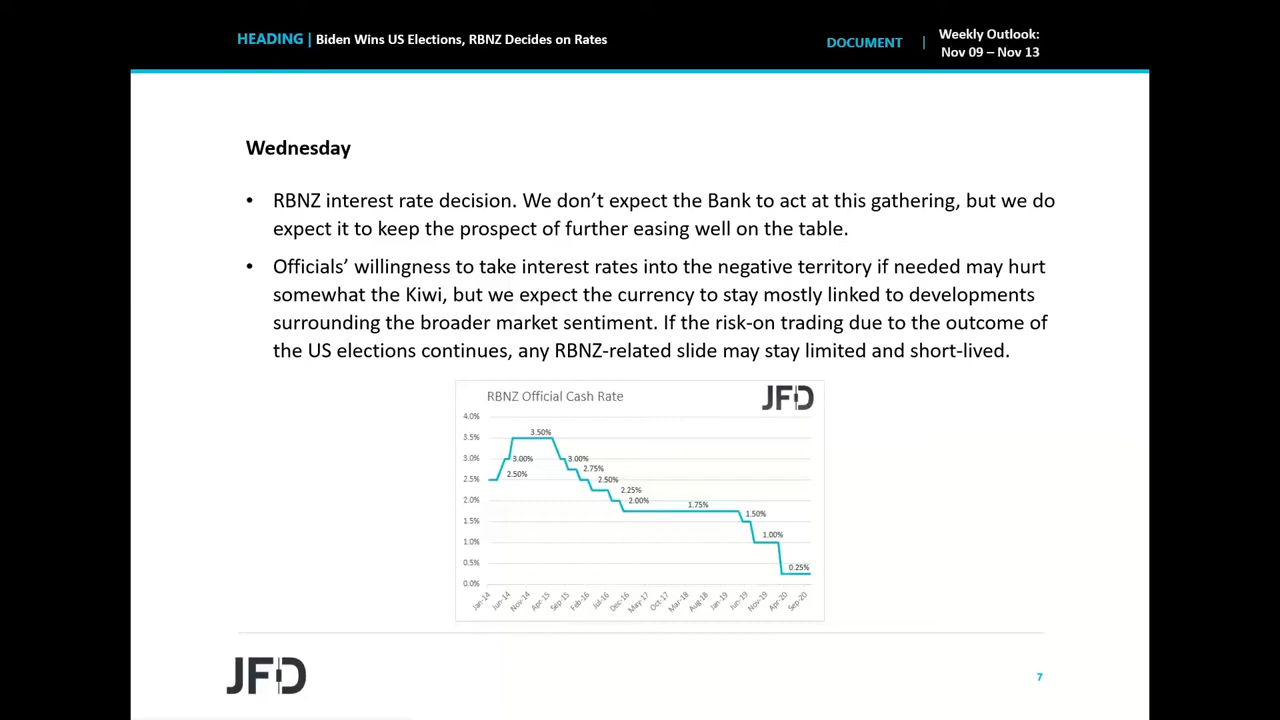 HEADING | Biden Wins US Elections, RBNZ Decides on Rates
DOCUMENT | Weekly Outlook:
Nov 09 – Nov 13
Wednesday
• RBNZ interest rate decision. We don’t expect the Bank to act at this gathering, but we do
expect it to keep the prospect of further easing well on the table.
• Officials’ willingness to take interest rates into the negative territory if needed may hurt
somewhat the Kiwi, but we expect the currency to stay mostly linked to developments
surrounding the broader market sentiment. If the risk-on trading due to the outcome of
the US elections continues, any RBNZ-related slide may stay limited and short-lived.
RBNZ Official Cash Rate
JFD
4.0%
3.5%
3.0%
2.5%
2.0%
1.5%
1.0%
0.5%
0.0%
2.50%
3.00%
3.50%
3.00%
2.75%
2.50%
2.25%
2.00%
1.75%
1.50%
1.00%
0.25%
Jan-14
Jun-14
Nov-14
Apr-15
Sep-15
Feb-16
Jul-16
Dec-16
May-17
Oct-17
Mar-18
Aug-18
Jan-19
Jun-19
Nov-19
Apr-20
Sep-20
JFD
7